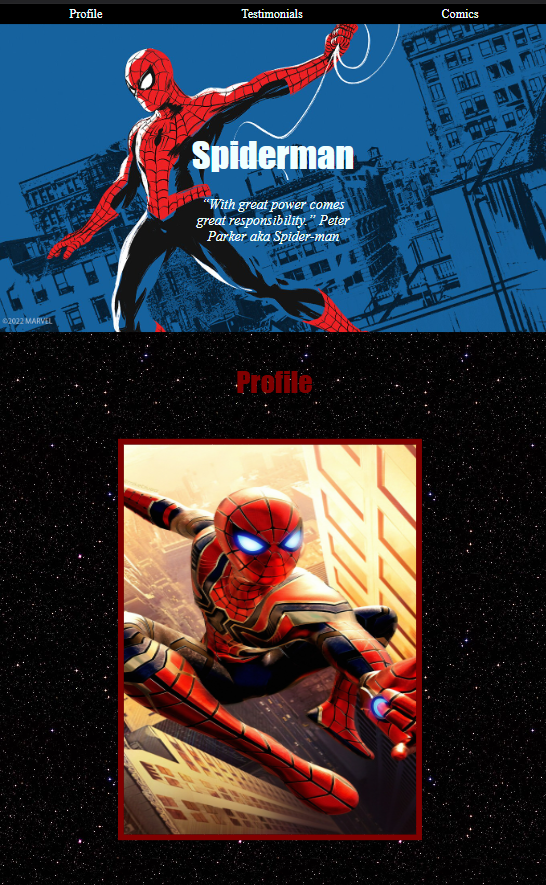 Profile Testimonials Comics
Spiderman
“With great power comes
great responsibility.” Peter
Parker aka Spider-man
©2022 MARVEL
Profile